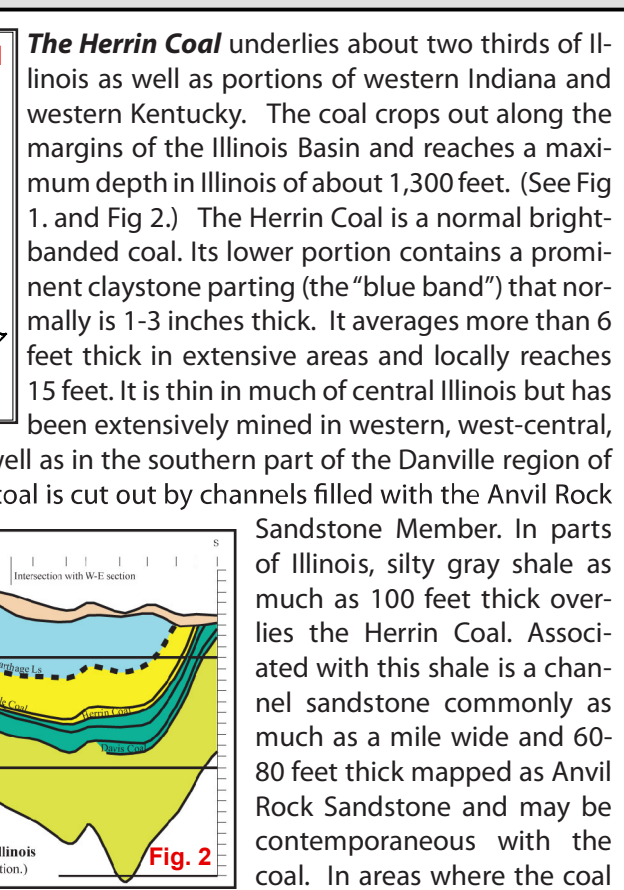 The Herrin Coal underlies about two thirds of Il-
linois as well as portions of western Indiana and
western Kentucky. The coal crops out along the
margins of the Illinois Basin and reaches a maxi-
mum depth in Illinois of about 1,300 feet. (See Fig
1. and Fig 2.) The Herrin Coal is a normal bright-
banded coal. Its lower portion contains a promi-
nent claystone parting (the "blue band") that nor-
mally is 1-3 inches thick. It averages more than 6
feet thick in extensive areas and locally reaches
15 feet. It is thin in much of central Illinois but has
been extensively mined in western, west-central,
well as in the southern part of the Danville region of
coal is cut out by channels filled with the Anvil Rock
Sandstone Member. In parts
of Illinois, silty gray shale as
much as 100 feet thick over-
lies the Herrin Coal. Associ-
ated with this shale is a chan-
nel sandstone commonly as
much as a mile wide and 60-
80 feet thick mapped as Anvil
Rock Sandstone and may be
contemporaneous with the
coal. In areas where the coal
S
Intersection with W-E section
Ls
Coal
Herrin Coal
Davis Coal
Fig. 2